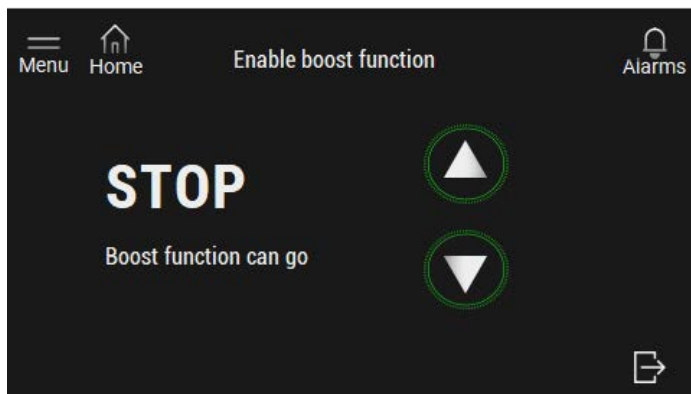 Menu
Home
Enable boost function
Alarms
STOP
Boost function can go